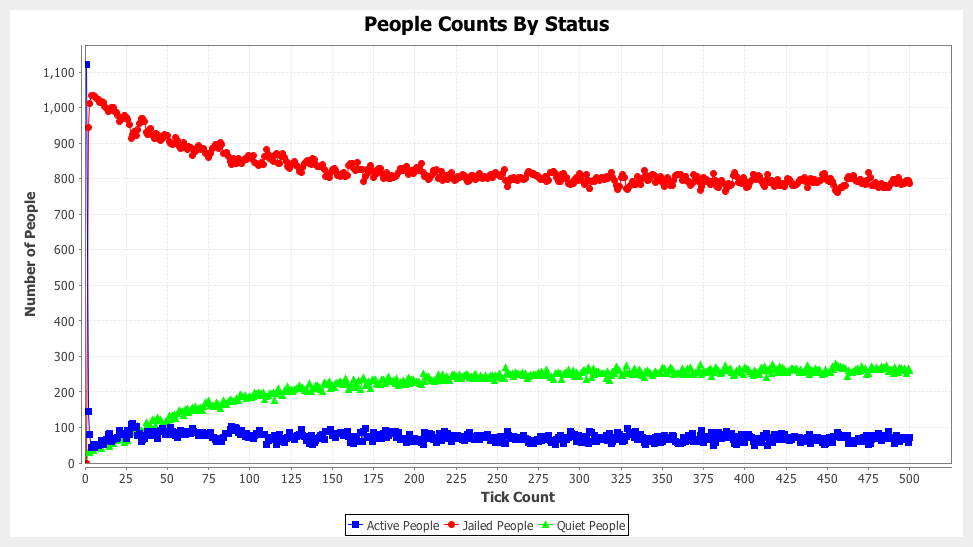 People Counts By Status
Number of People
1,100
1,000
900
800
700
600
500
400
300
200
100
0
0 25 50 75 100 125 150 175 200 225 250 275 300 325 350 375 400 425 450 475 500
Tick Count
Active People Jailed People Quiet People